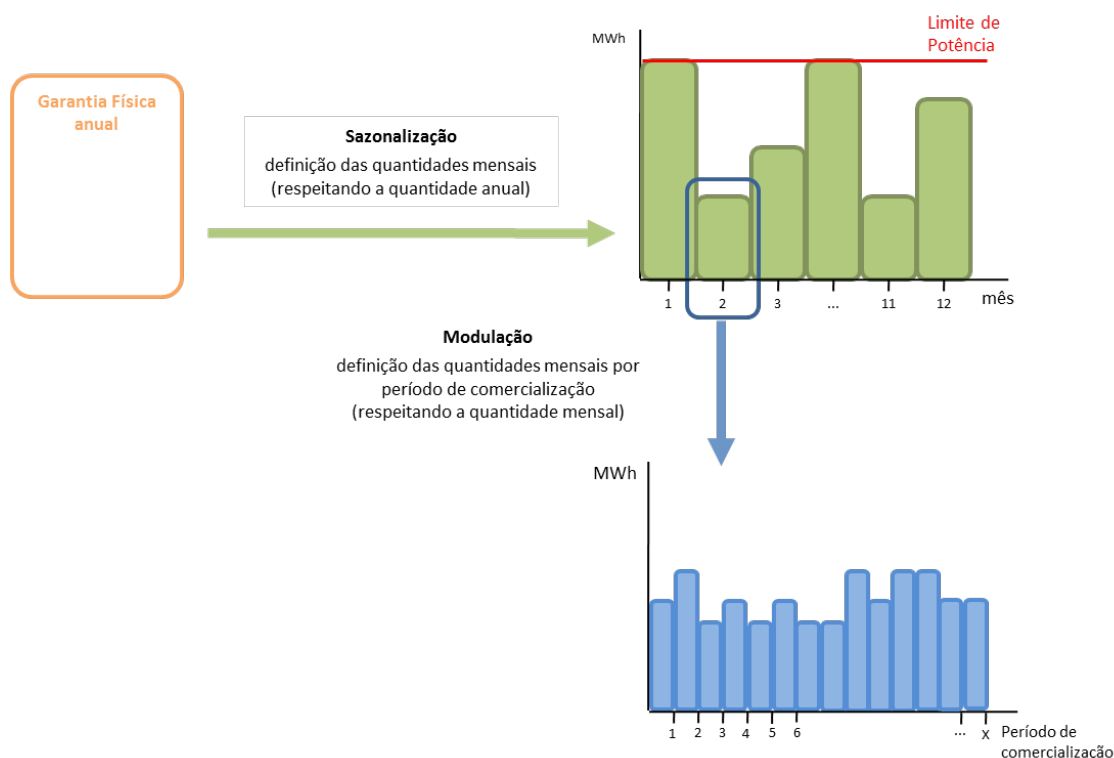 Garantia Física
anual
Sazonalização
definição das quantidades mensais
(respeitando a quantidade anual)
MWh
Limite de
Potência
1 2 3 ... 11 12 mês
Modulação
definição das quantidades mensais por
período de comercialização
(respeitando a quantidade mensal)
MWh
1 2 3 4 5 6 ... X Período de
comercialização